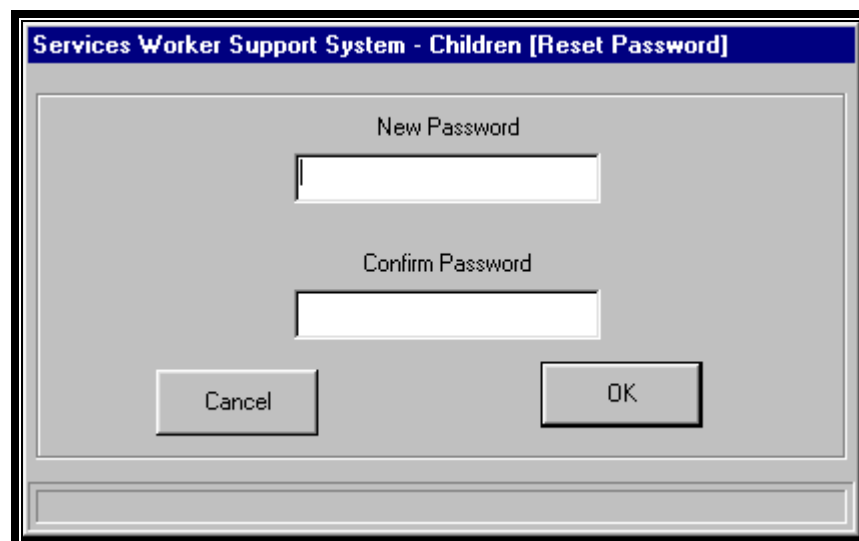 Services Worker Support System - Children [Reset Password]
New Password
Confirm Password
Cancel
OK